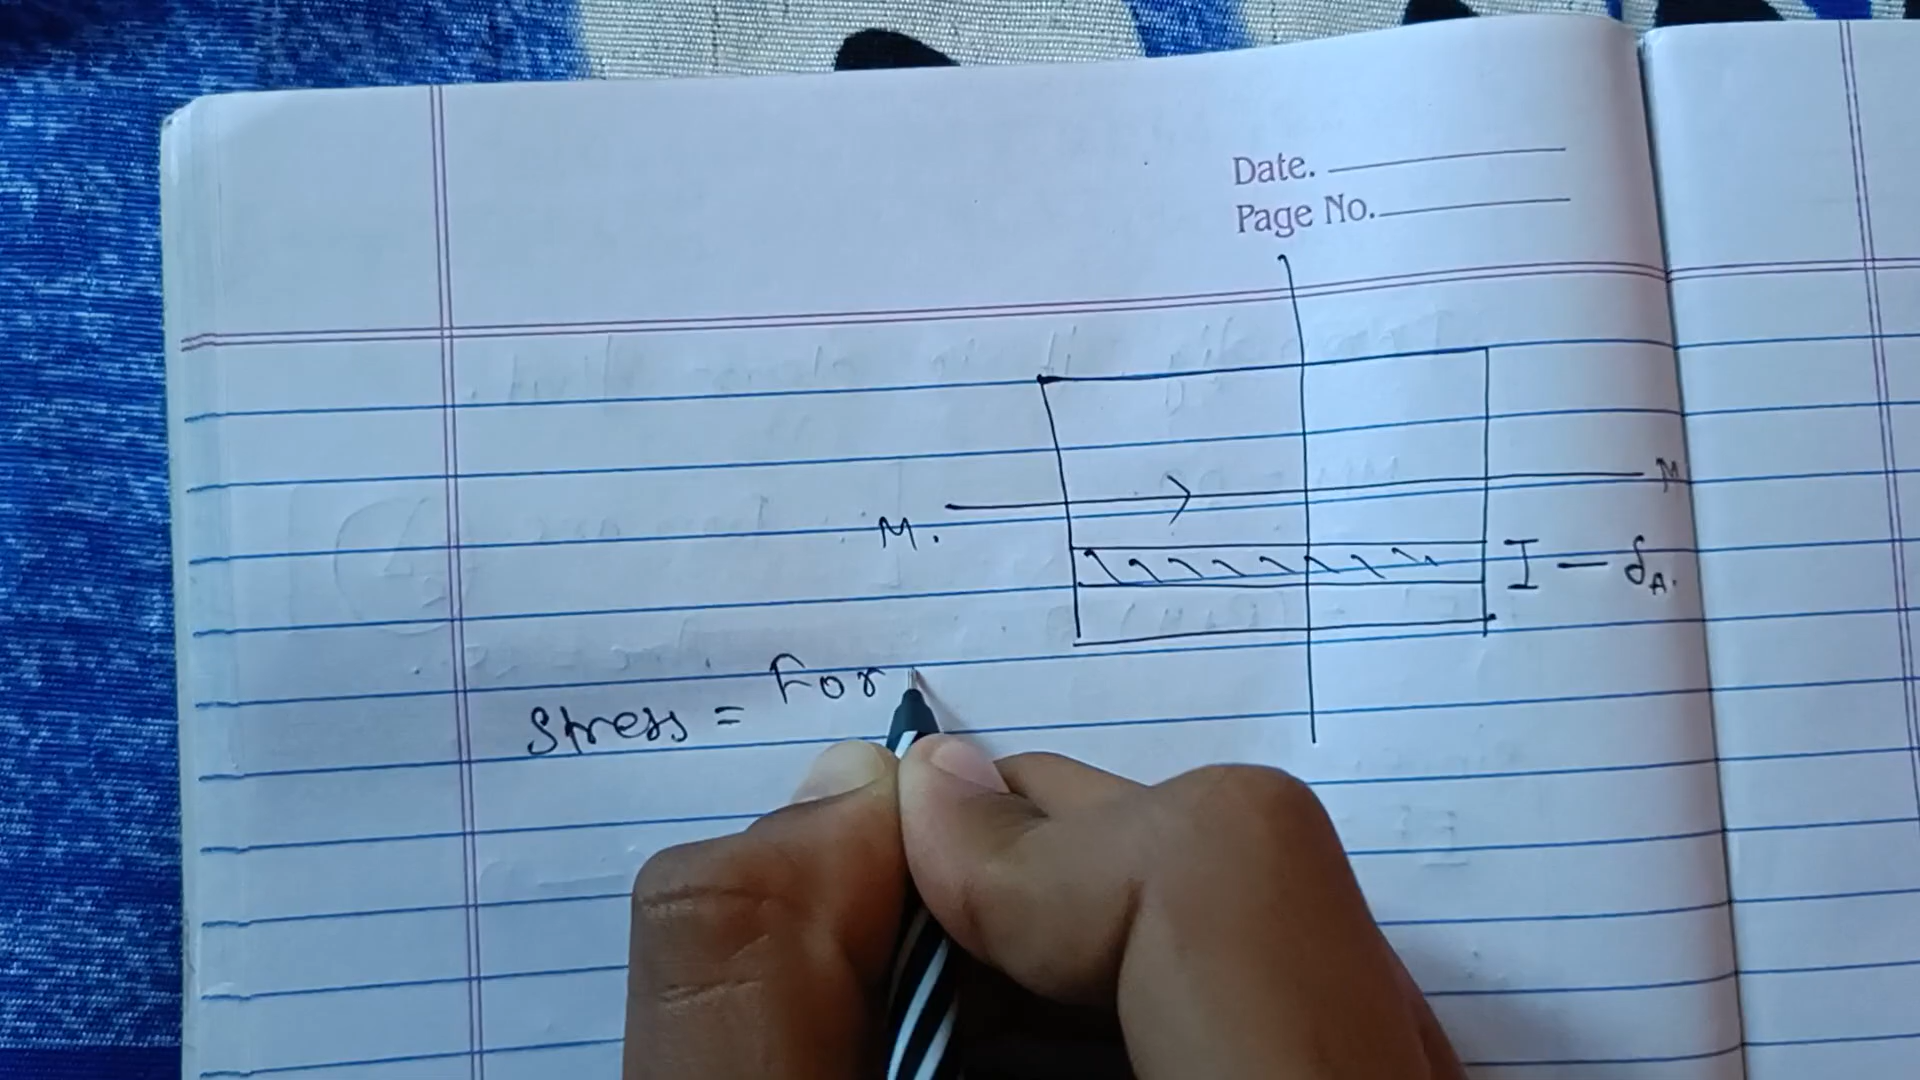 Date.
Page No.
M.
M
I — δA.
Stress = For